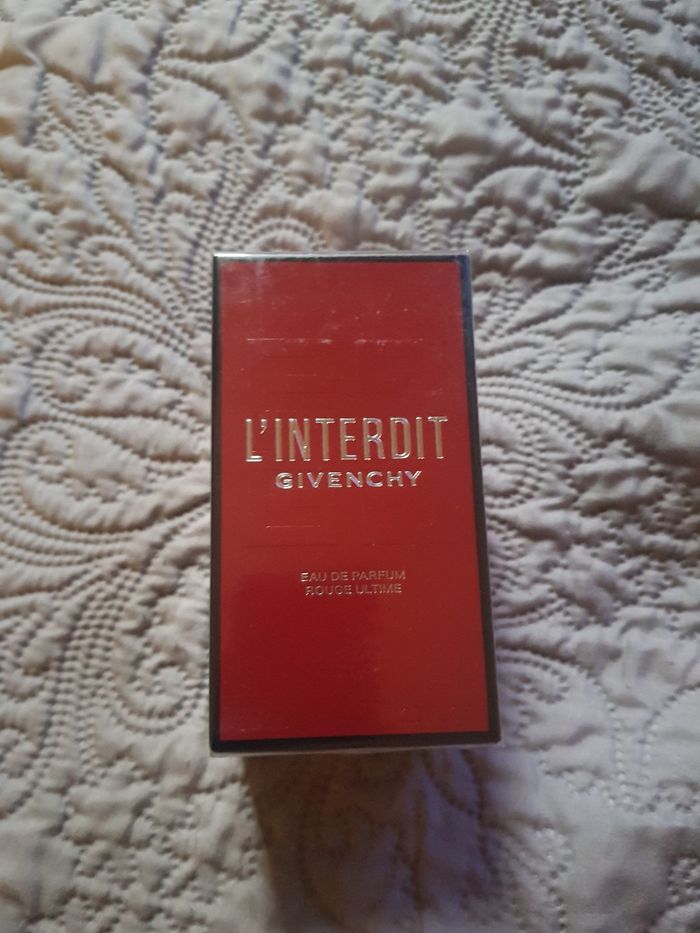 L'INTERDIT
GIVENCHY
EAU DE PARFUM
ROUGE ULTIME